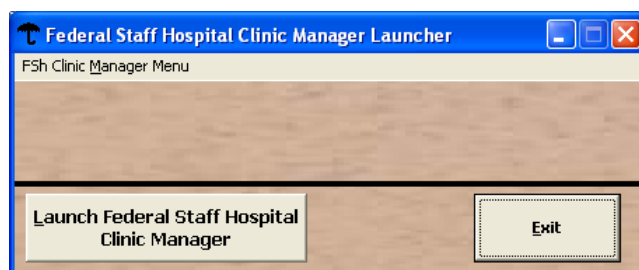 Federal Staff Hospital Clinic Manager Launcher
FSh Clinic Manager Menu
Launch Federal Staff Hospital
Clinic Manager
Exit